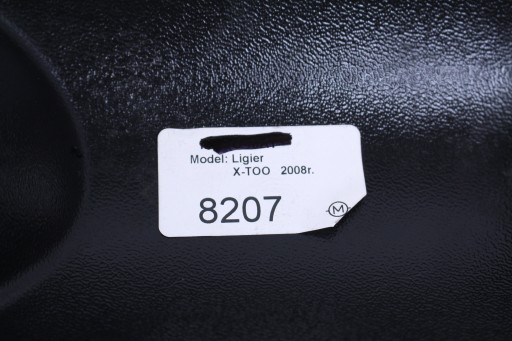 Model: Ligier
X-TOO 2008r.
8207
M